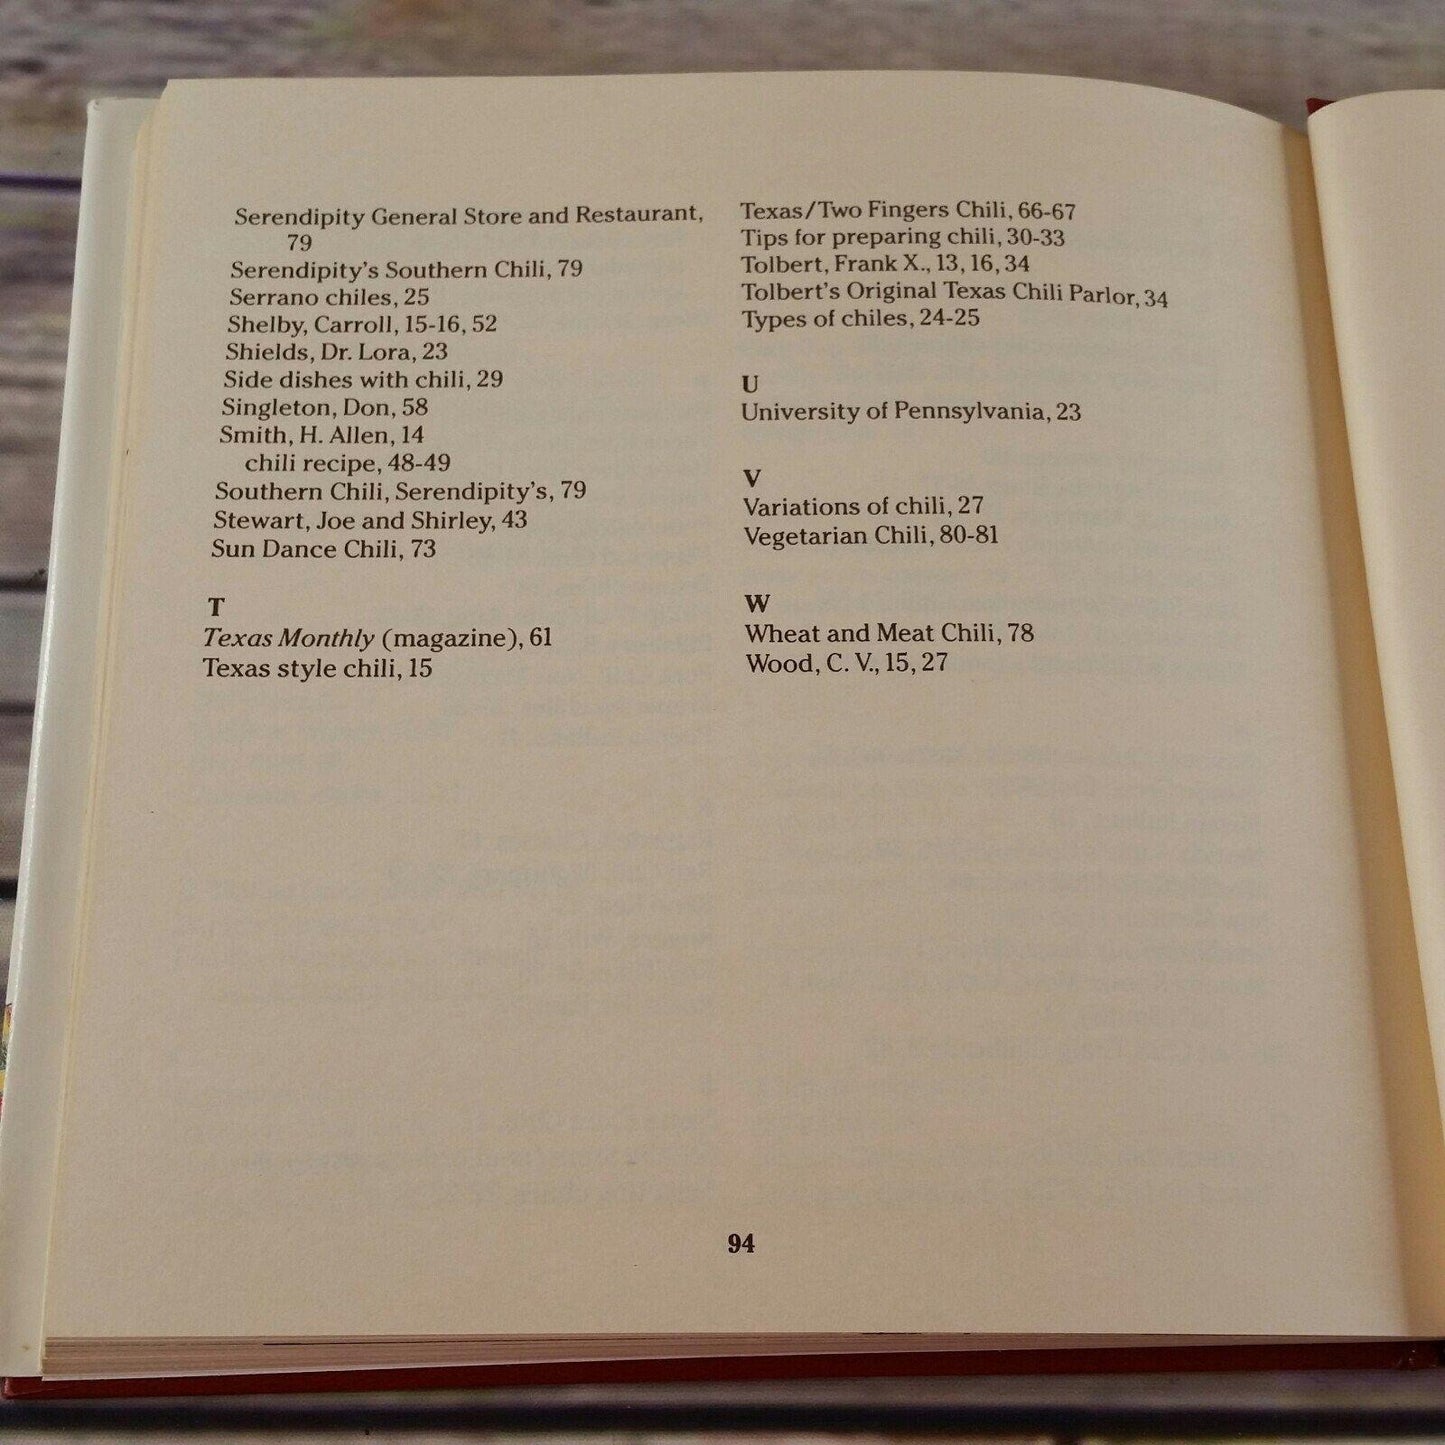 Serendipity General Store and Restaurant,
79
Serendipity's Southern Chili, 79
Serrano chiles, 25
Shelby, Carroll, 15-16, 52
Shields, Dr. Lora, 23
Side dishes with chili, 29
Singleton, Don, 58
Smith, H. Allen, 14
chili recipe, 48-49
Southern Chili, Serendipity's, 79
Stewart, Joe and Shirley, 43
Sun Dance Chili, 73
T
Texas Monthly (magazine), 61
Texas style chili, 15
Texas/Two Fingers Chili, 66-67
Tips for preparing chili, 30-33
Tolbert, Frank X., 13, 16, 34
Tolbert's Original Texas Chili Parlor, 34
Types of chiles, 24-25
U
University of Pennsylvania, 23
V
Variations of chili, 27
Vegetarian Chili, 80-81
W
Wheat and Meat Chili, 78
Wood, C. V., 15, 27
94